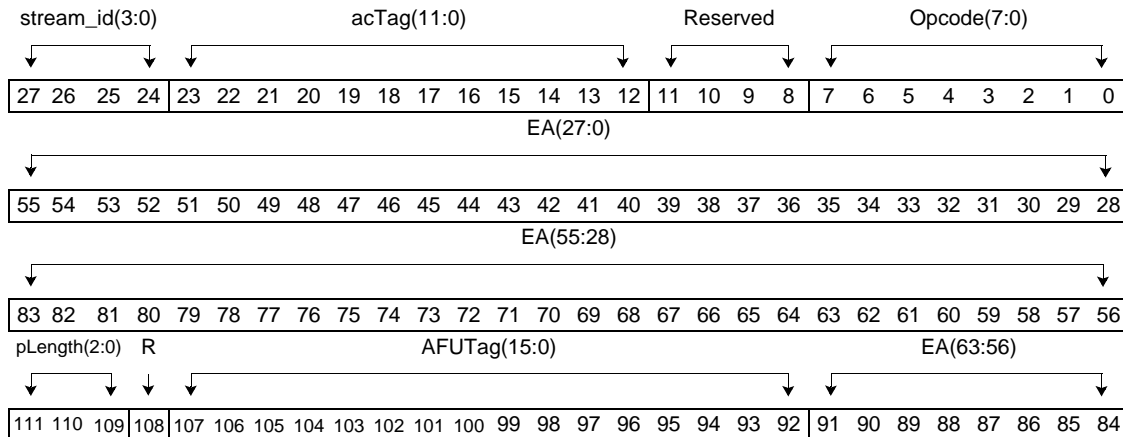 stream_id(3:0) acTag(11:0) Reserved Opcode(7:0)
27 26 25 24 23 22 21 20 19 18 17 16 15 14 13 12 11 10 9 8 7 6 5 4 3 2 1 0
EA(27:0)
55 54 53 52 51 50 49 48 47 46 45 44 43 42 41 40 39 38 37 36 35 34 33 32 31 30 29 28
EA(55:28)
83 82 81 80 79 78 77 76 75 74 73 72 71 70 69 68 67 66 65 64 63 62 61 60 59 58 57 56
pLength(2:0) R AFUTag(15:0) EA(63:56)
111 110 109 108 107 106 105 104 103 102 101 100 99 98 97 96 95 94 93 92 91 90 89 88 87 86 85 84